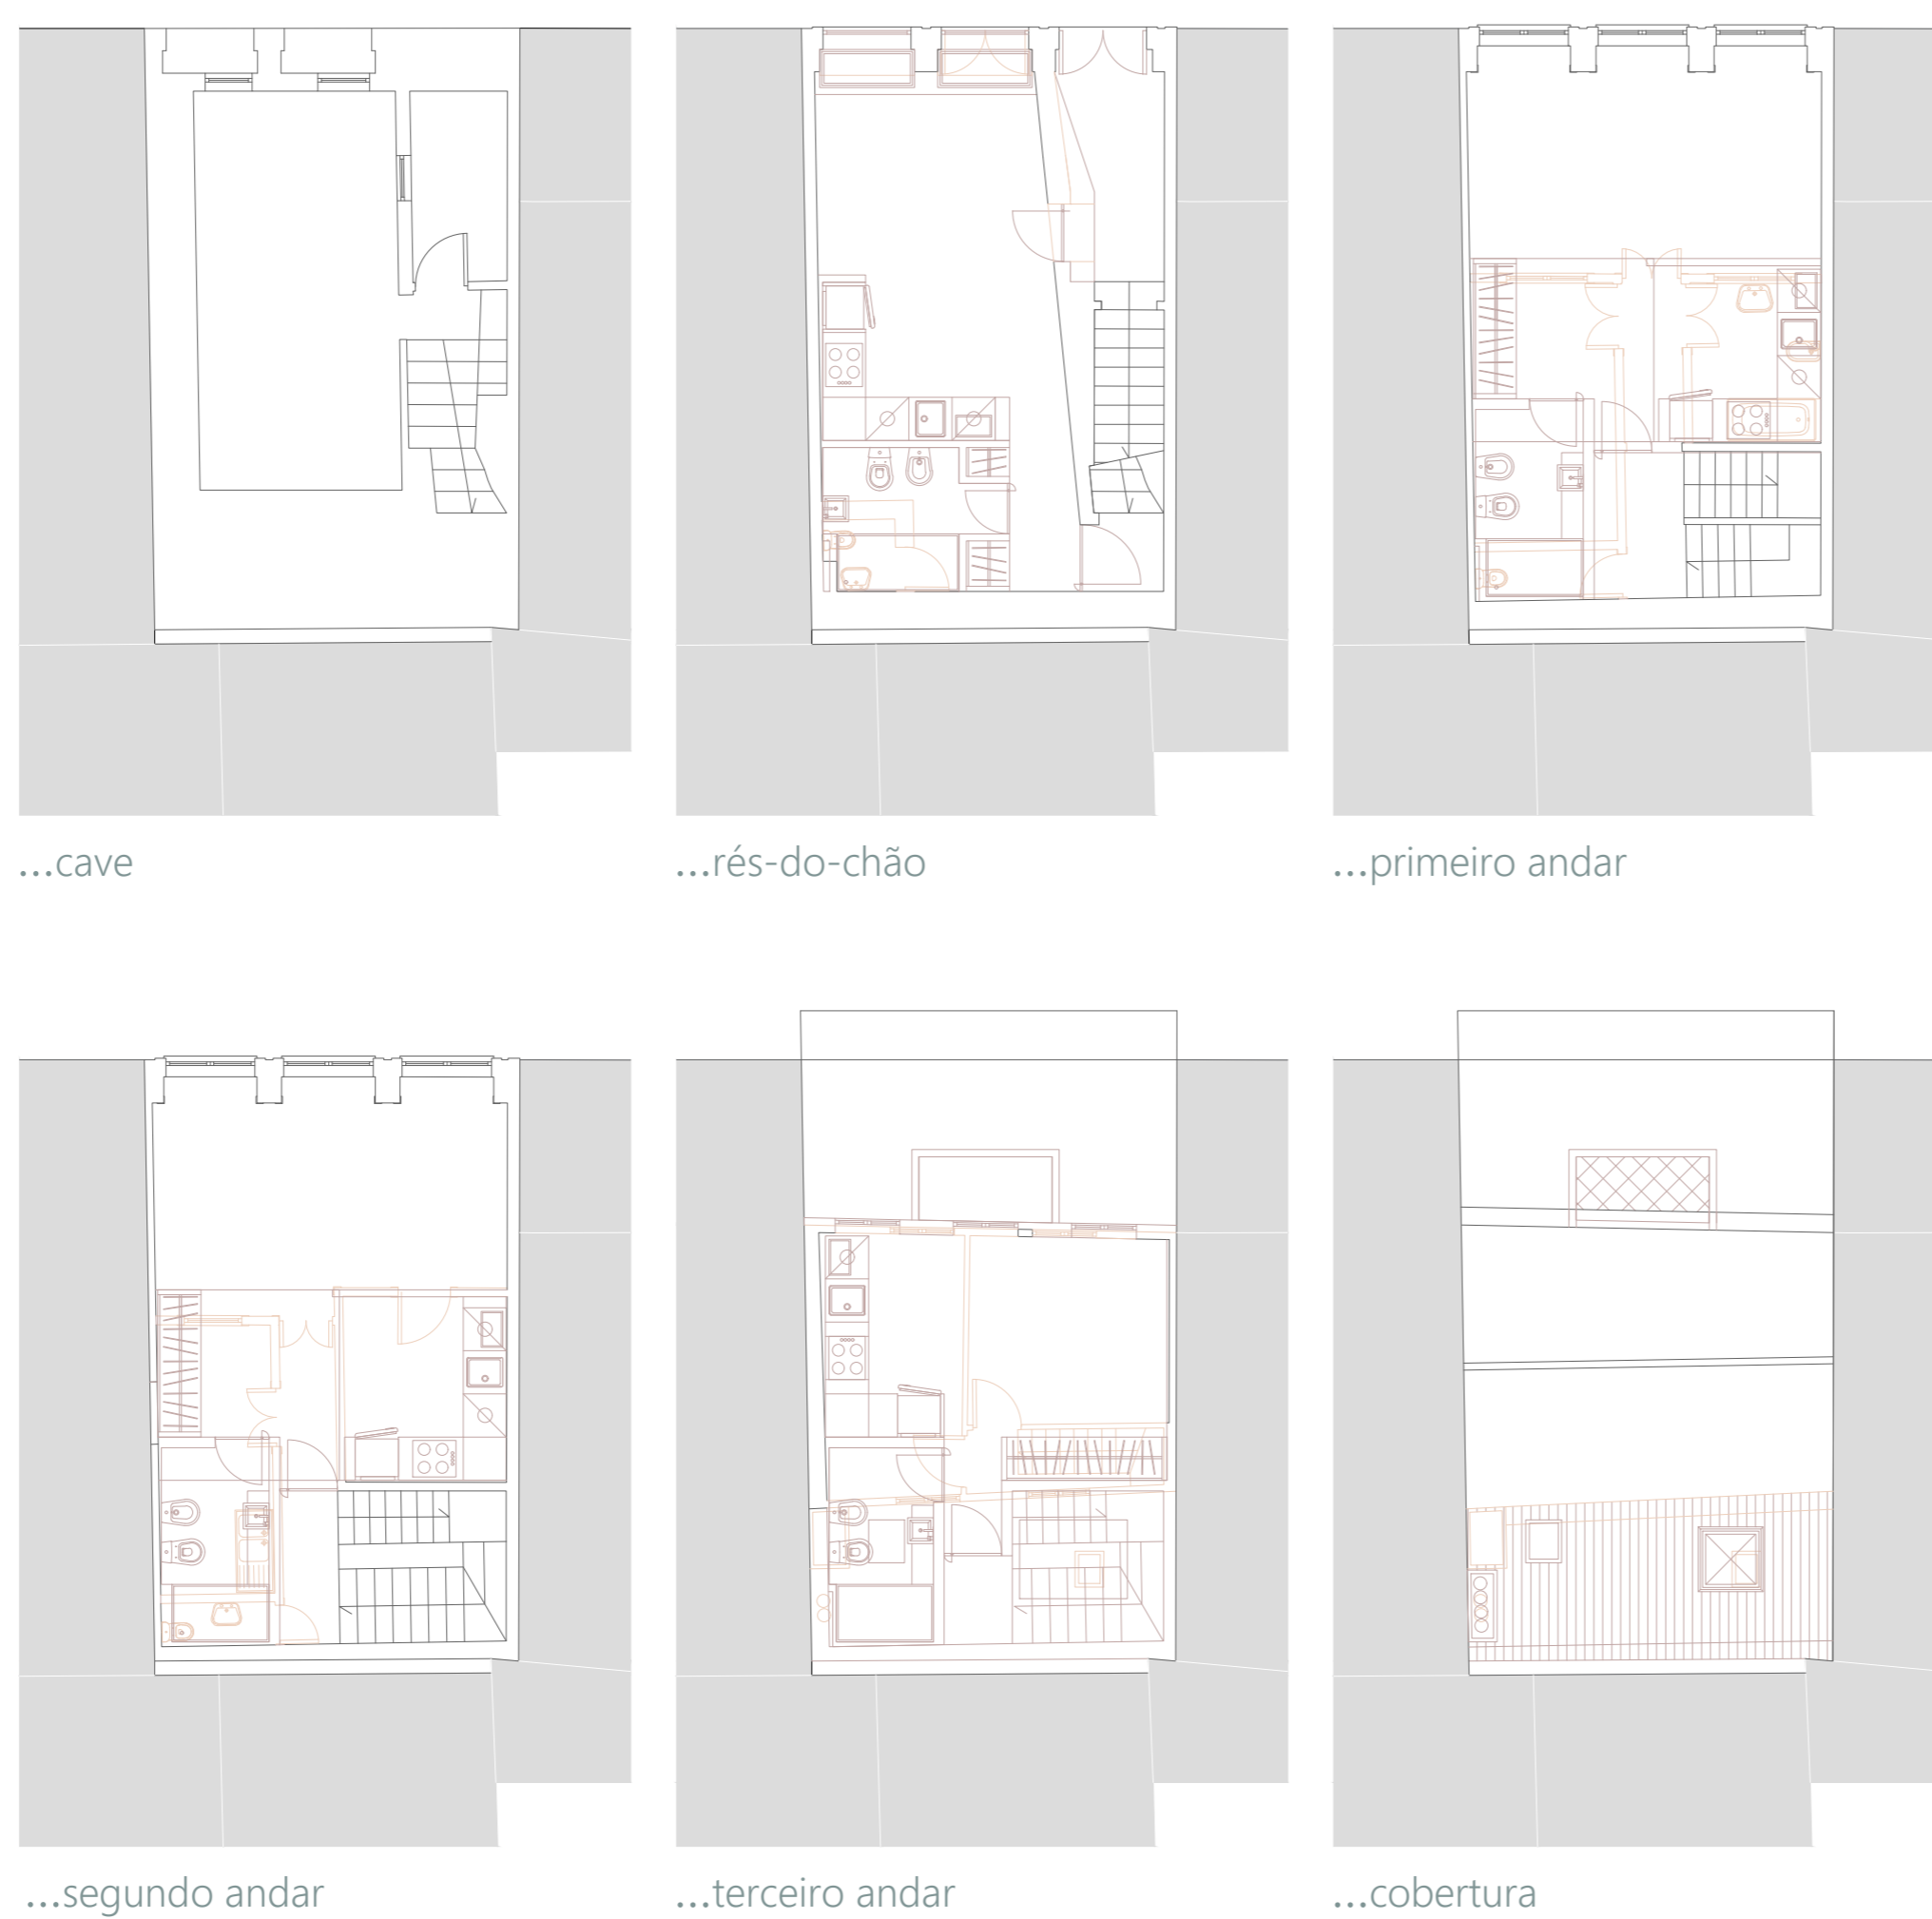 ...cave
...rés-do-chão
...primeiro andar
...segundo andar
...terceiro andar
...cobertura